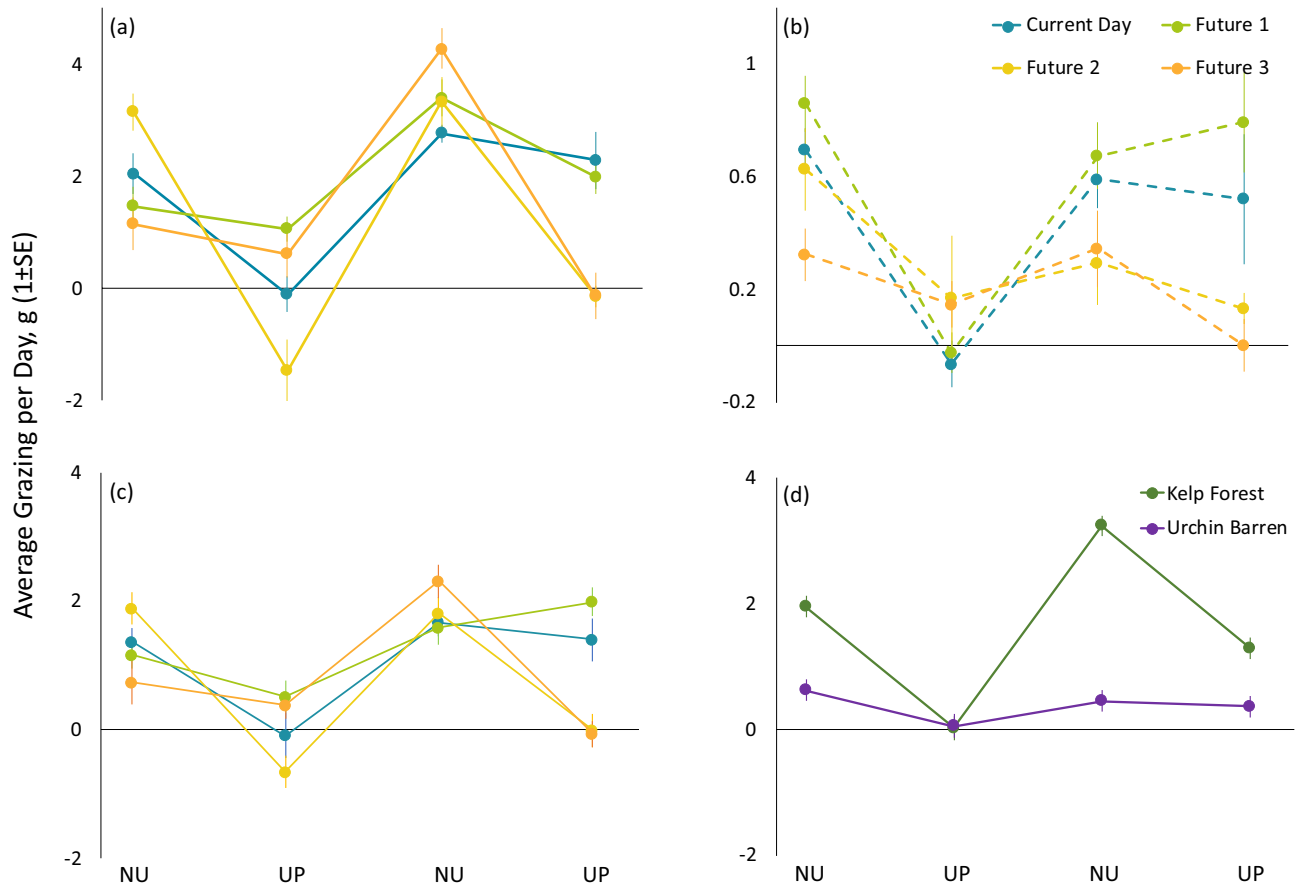 (a)
(b)
Current Day
Future 1
Future 2
Future 3
4
2
0
-2
1
0.6
0.2
-0.2
Average Grazing per Day, g (1±SE)
(c)
(d)
Kelp Forest
Urchin Barren
4
2
0
-2
4
2
0
-2
NU UP NU UP
NU UP NU UP